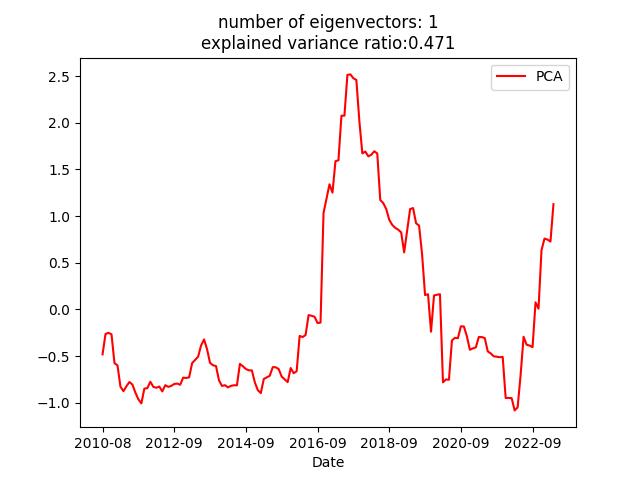 number of eigenvectors: 1
explained variance ratio:0.471
PCA
2.5
2.0
1.5
1.0
0.5
0.0
−0.5
−1.0
2010-08 2012-09 2014-09 2016-09 2018-09 2020-09 2022-09
Date